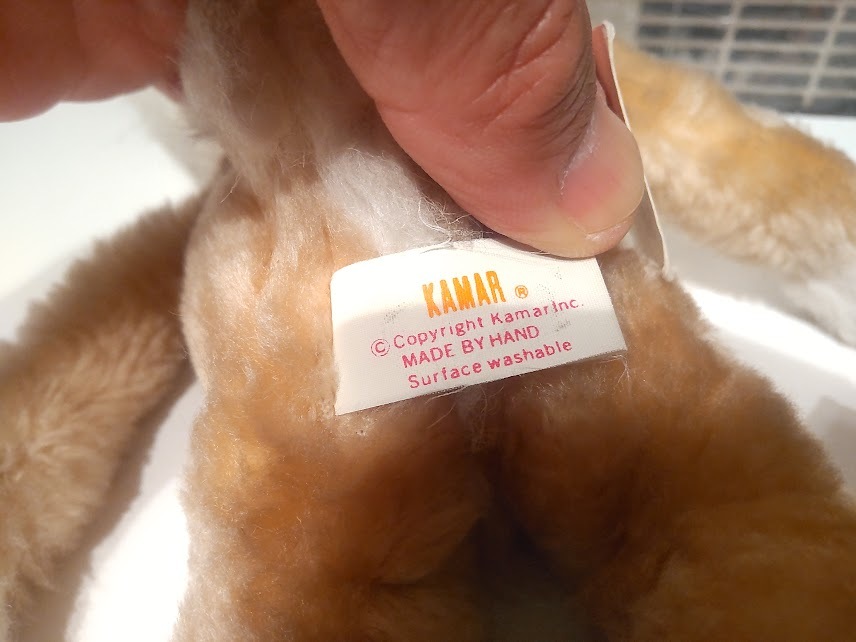 KAMAR ®
© Copyright Kamar Inc.
MADE BY HAND
Surface washable